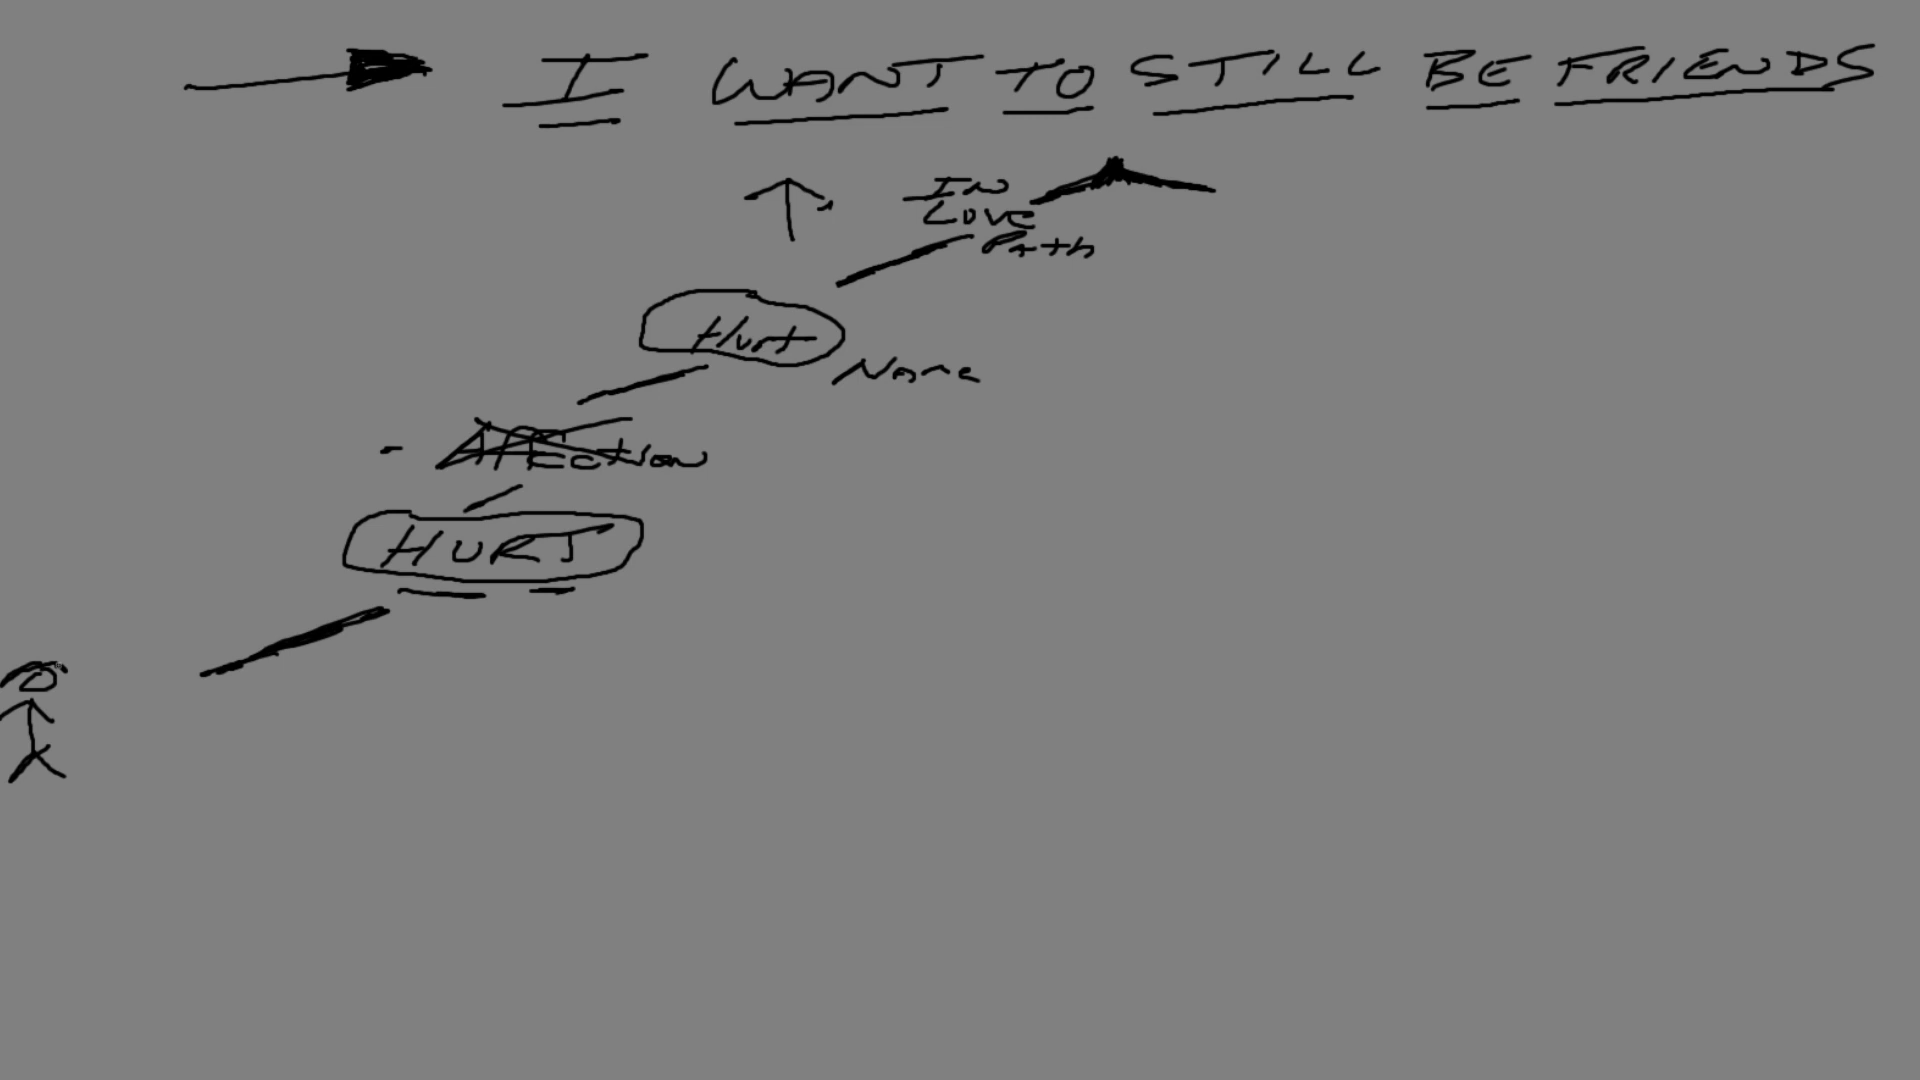 I WANT TO STILL BE FRIENDS
IN
LOVE
Path
Hurt
Name
- AFFECTION
HURT